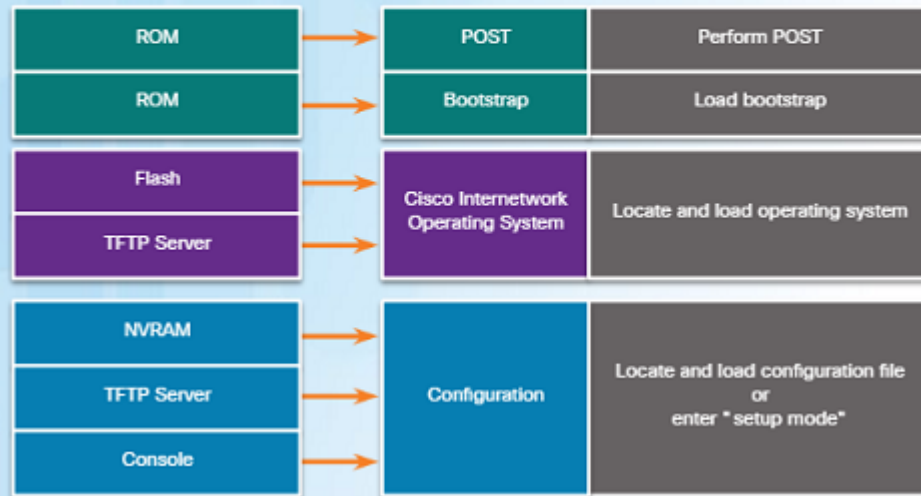 ROM
POST
Perform POST
ROM
Bootstrap
Load bootstrap
Flash
TFTP Server
Cisco Internetwork
Operating System
Locate and load operating system
NVRAM
TFTP Server
Console
Configuration
Locate and load configuration file
or
enter "setup mode"